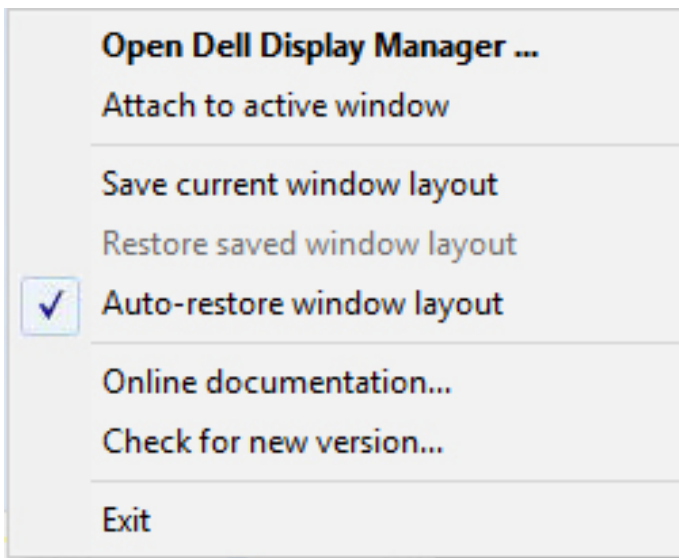 Open Dell Display Manager ...
Attach to active window
Save current window layout
Restore saved window layout
Auto-restore window layout
Online documentation...
Check for new version...
Exit